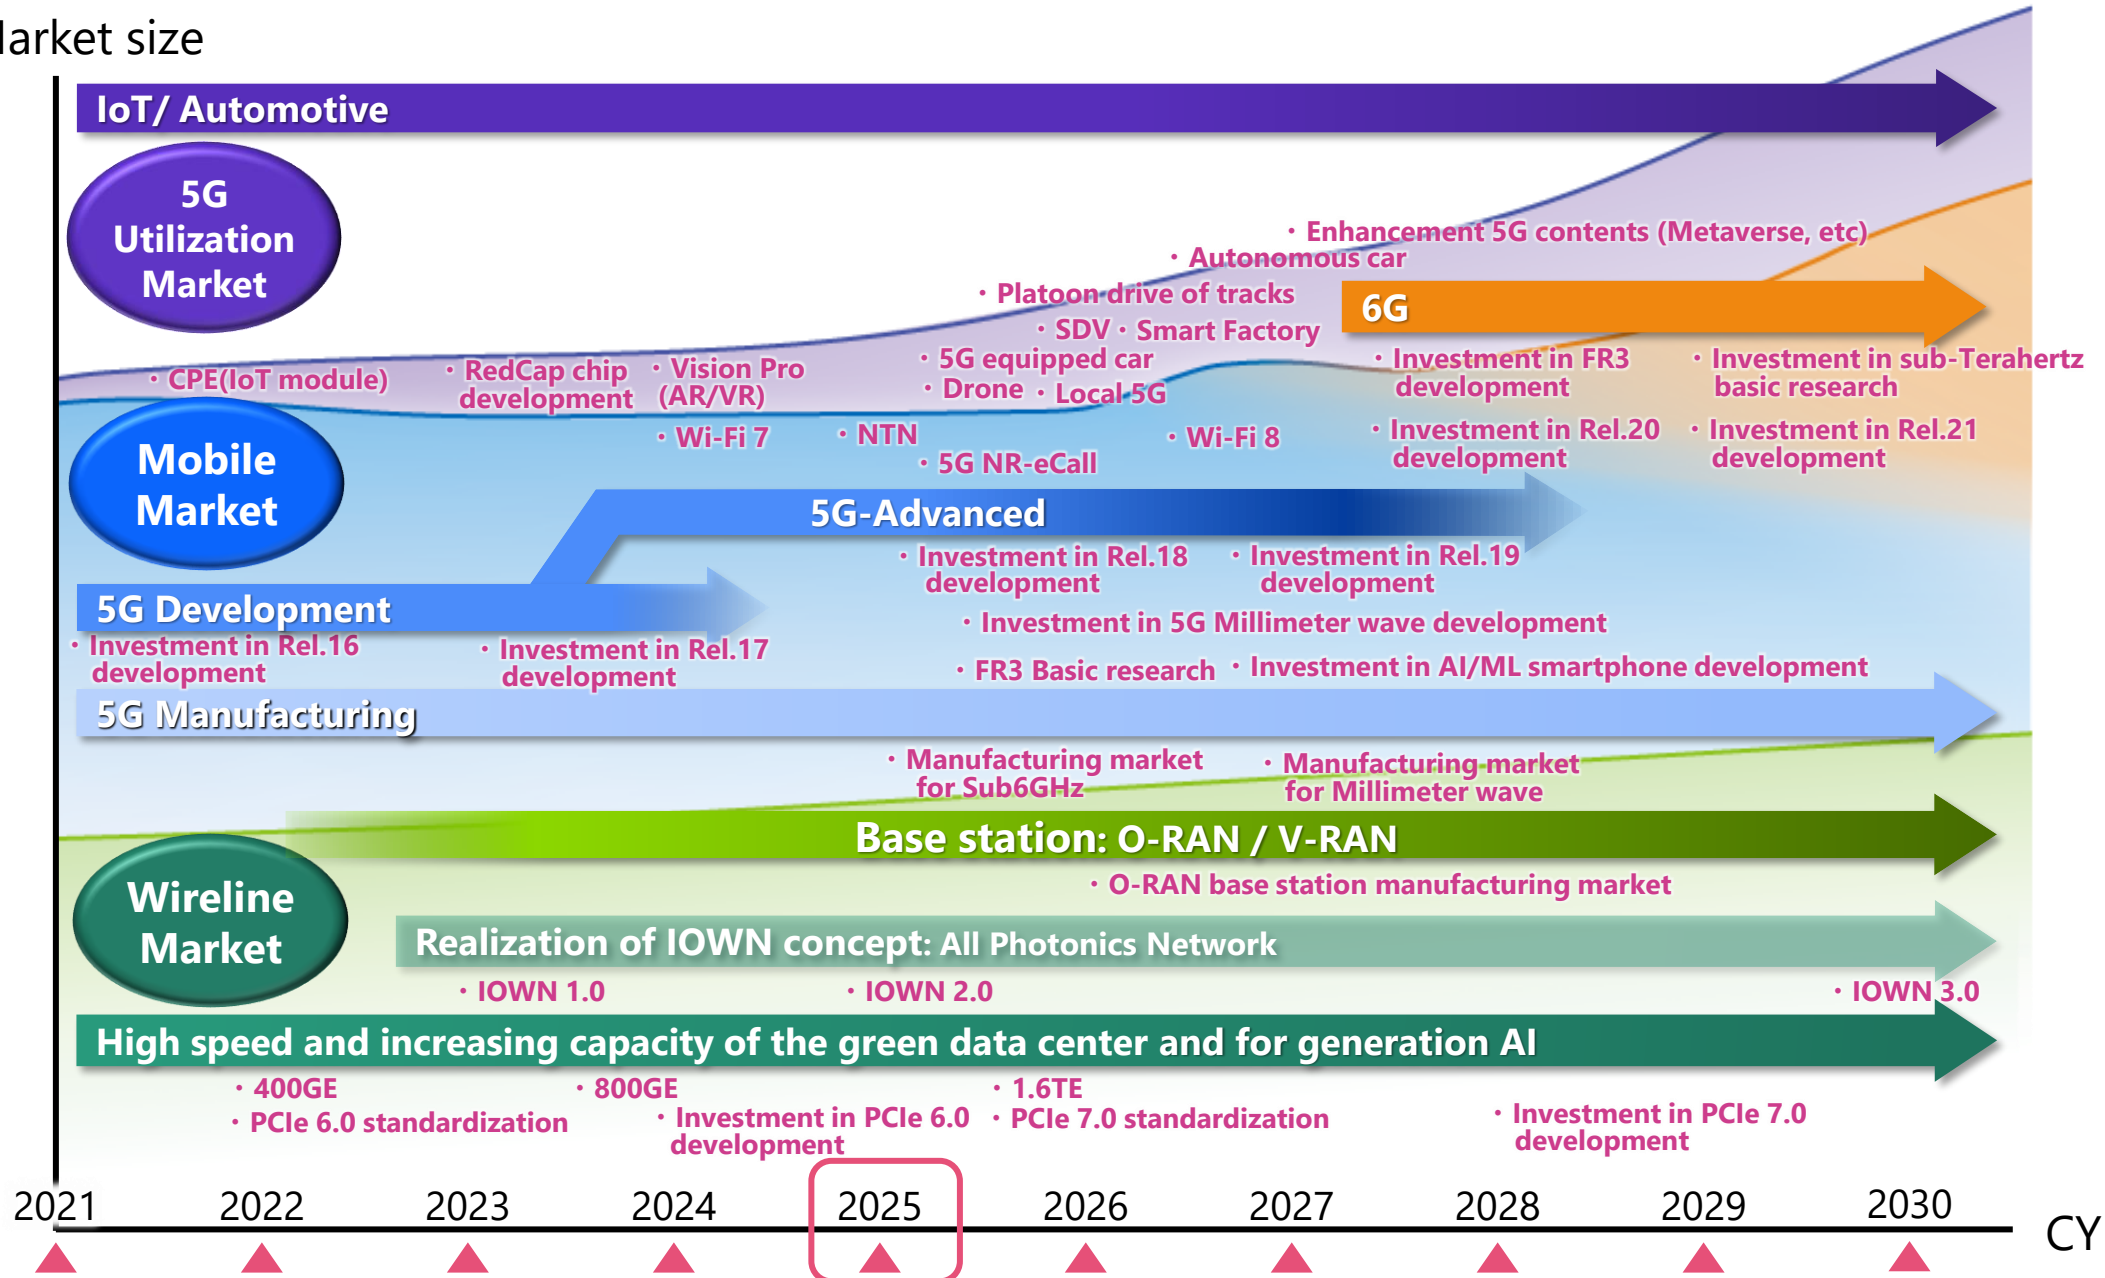 arket size
IoT/ Automotive
5G
Utilization
Market
・Enhancement 5G contents (Metaverse, etc)
・Autonomous car
・Platoon drive of tracks
6G
・SDV・Smart Factory
・CPE(IoT module)
・RedCap chip
development
・Vision Pro
(AR/VR)
・5G equipped car
・Drone ・Local 5G
・Investment in FR3
development
・Investment in sub-Terahertz
basic research
Mobile
Market
・Wi-Fi 7
・NTN
・5G NR-eCall
・Wi-Fi 8
・Investment in Rel.20
development
・Investment in Rel.21
development
5G-Advanced
・Investment in Rel.18
development
・Investment in Rel.19
development
5G Development
・Investment in 5G Millimeter wave development
・Investment in Rel.16
development
・Investment in Rel.17
development
・FR3 Basic research ・Investment in AI/ML smartphone development
5G Manufacturing
・Manufacturing market
for Sub6GHz
・Manufacturing market
for Millimeter wave
Base station: O-RAN / V-RAN
・O-RAN base station manufacturing market
Wireline
Market
Realization of IOWN concept: All Photonics Network
・IOWN 1.0
・IOWN 2.0
・IOWN 3.0
High speed and increasing capacity of the green data center and for generation AI
・400GE
・800GE
・1.6TE
・PCIe 6.0 standardization
・Investment in PCIe 6.0
development
・PCIe 7.0 standardization
・Investment in PCIe 7.0
development
2021 2022 2023 2024 2025 2026 2027 2028 2029 2030
CY